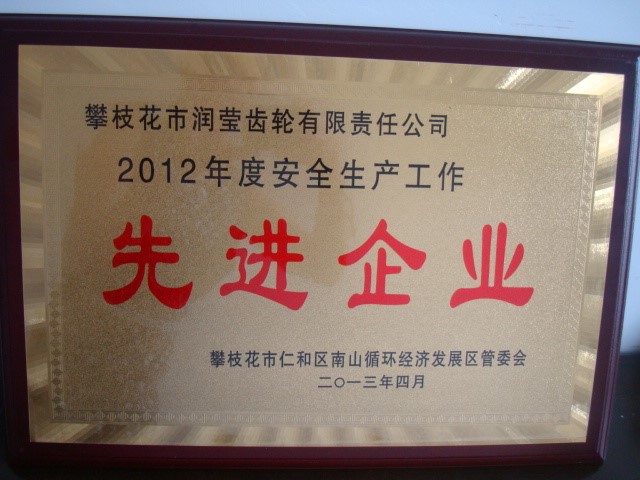 攀枝花市润莹齿轮有限责任公司
2012年度安全生产工作
先进企业
攀枝花市仁和区南山循环经济发展区管委会
二〇一三年四月